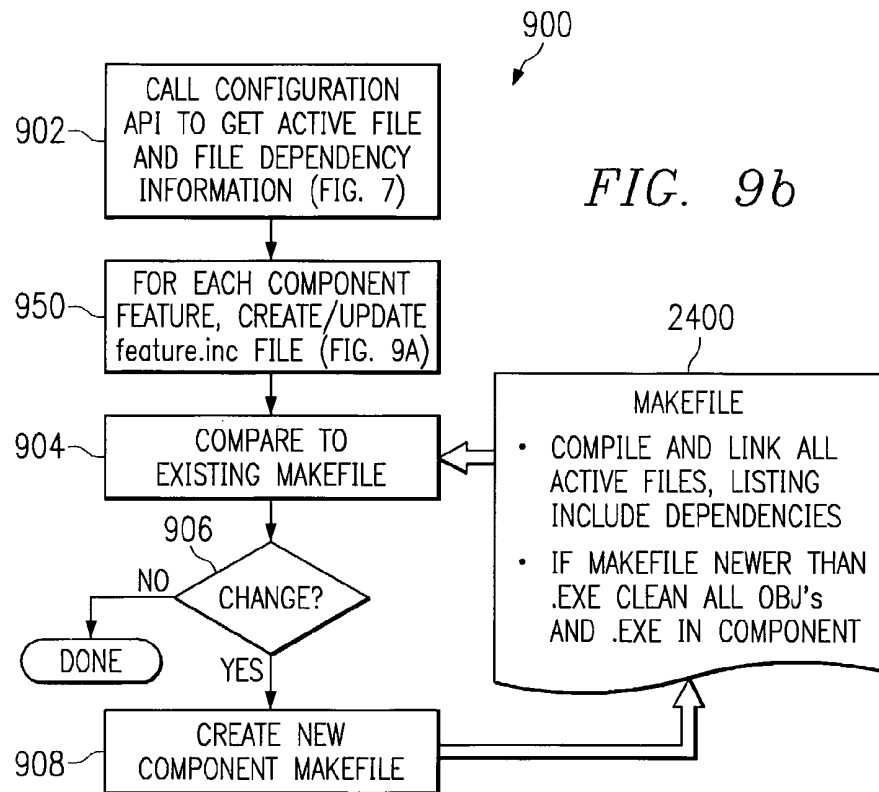 900
902
CALL CONFIGURATION
API TO GET ACTIVE FILE
AND FILE DEPENDENCY
INFORMATION (FIG. 7)
FIG. 9b
950
FOR EACH COMPONENT
FEATURE, CREATE/UPDATE
feature.inc FILE (FIG. 9A)
2400
904
COMPARE TO
EXISTING MAKEFILE
MAKEFILE
• COMPILE AND LINK ALL
ACTIVE FILES, LISTING
INCLUDE DEPENDENCIES
• IF MAKEFILE NEWER THAN
.EXE CLEAN ALL OBJ's
AND .EXE IN COMPONENT
906
CHANGE?
NO
DONE
YES
908
CREATE NEW
COMPONENT MAKEFILE